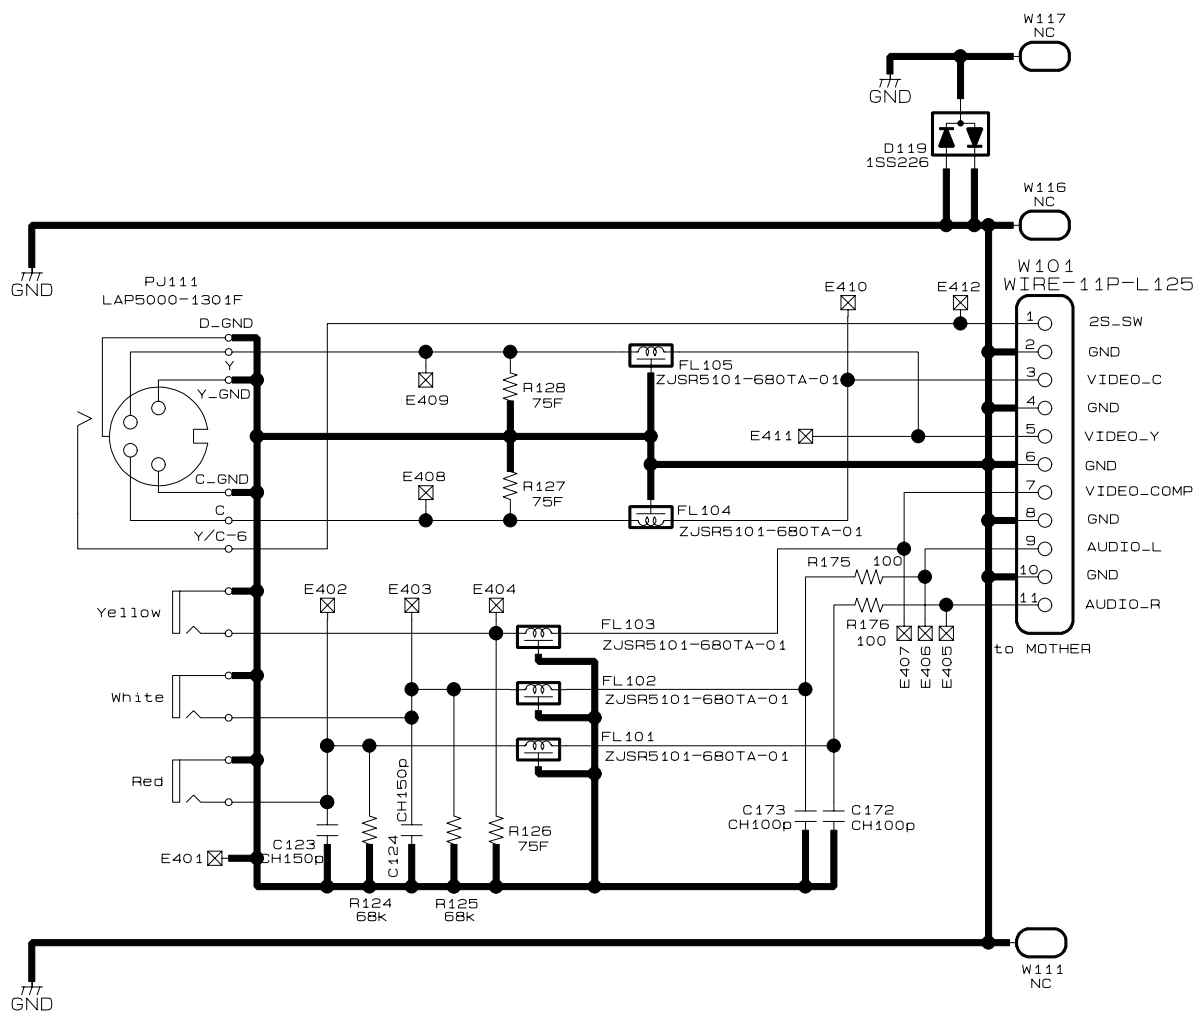 W117
NC
GND
D119
1SS226
W116
NC
GND
PJ111
LAP5000-1301F
W101
WIRE-11P-L125
E410
E412
D_GND
1
2S_SW
Y
FL105
2
GND
Y_GND
E409
R128
75F
ZJSR5101-680TA-01
3
VIDEO_C
4
GND
E411
5
VIDEO_Y
6
GND
C_GND
E408
R127
75F
7
VIDEO_COMP
C
FL104
ZJSR5101-680TA-01
8
GND
Y/C-6
9
AUDIO_L
R175
100
10
GND
E402
E403
E404
11
AUDIO_R
Yellow
FL103
ZJSR5101-680TA-01
R176
100
E407
E406
E405
to MOTHER
White
FL102
ZJSR5101-680TA-01
Red
FL101
ZJSR5101-680TA-01
CH150p
C124
C173
CH100p
C172
CH100p
R126
75F
C123
CH150p
E401
R124
68k
R125
68k
W111
NC
GND